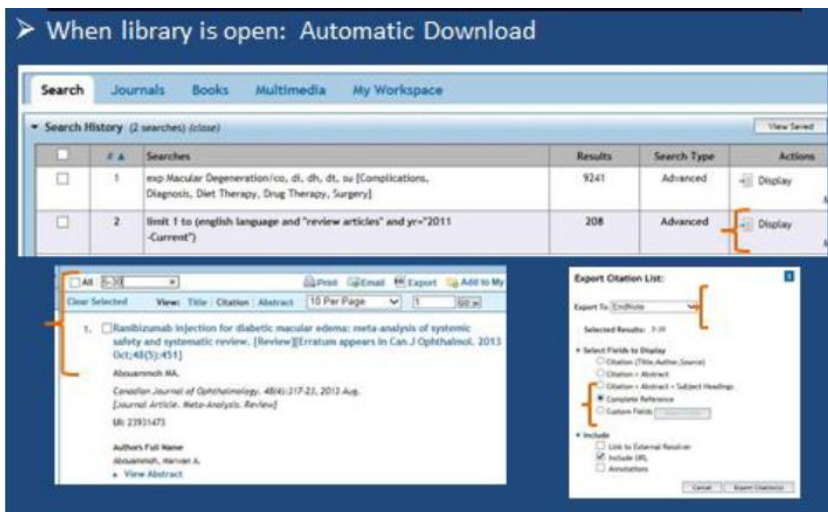 ➢ When library is open: Automatic Download
Search Journals Books Multimedia My Workspace
▾ Search History (2 searches) (close)
View Saved
# ▲ Searches Results Search Type Actions
1 exp Macular Degeneration/co, di, dh, dt, su [Complications, 9241 Advanced Display
Diagnosis, Diet Therapy, Drug Therapy, Surgery]
2 limit 1 to (english language and "review articles" and yr="2011 208 Advanced Display
-Current")
All Print Email Export Add to My
Clear Selected View: Title Citation Abstract 10 Per Page 1 GO
1. Ranibizumab injection for diabetic macular edema: meta-analysis of systemic
safety and systematic review. [Review][Erratum appears in Can J Ophthalmol. 2013
Oct;48(5):451]
Abouammoh MA.
Canadian Journal of Ophthalmology. 48(4):317-23, 2013 Aug.
[Journal Article. Meta-Analysis. Review]
UI: 23931473
Authors Full Name
Abouammoh, Marwan A.
▸ View Abstract
Export Citation List:
Export To: EndNote
Selected Results:
▾ Select Fields to Display
Citation (Title,Author,Source)
Citation + Abstract
Citation + Abstract + Subject Headings
Complete Reference
Custom Fields
▾ Include
Link to External Resolver
Include URL
Annotations
Cancel Export Citation(s)